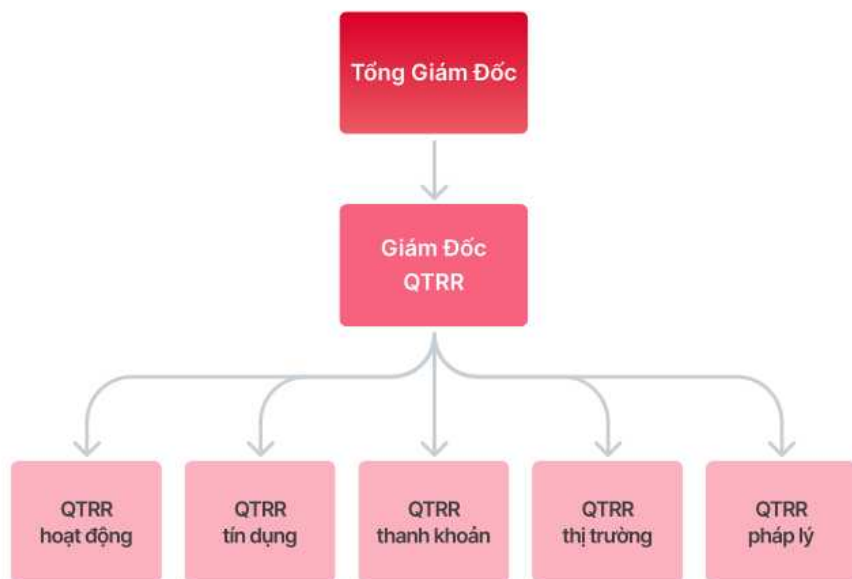 Tổng Giám Đốc
Giám Đốc
QTRR
QTRR
hoạt động
QTRR
tín dụng
QTRR
thanh khoản
QTRR
thị trường
QTRR
pháp lý